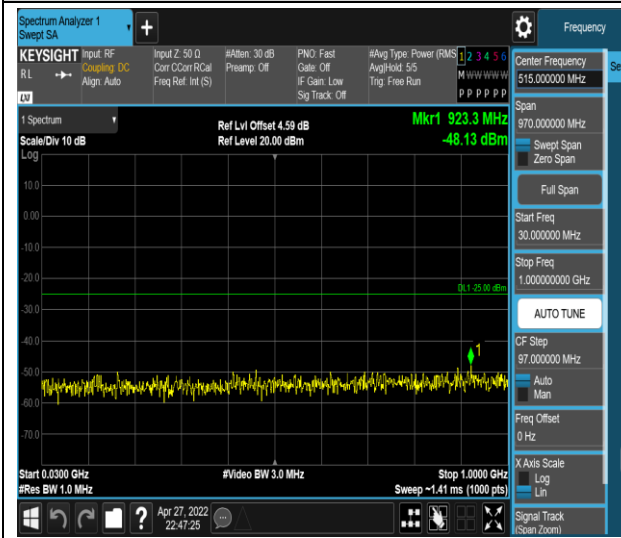 Spectrum Analyzer 1
Swept SA
+
Frequency
KEYSIGHT
RL
LXI
Input: RF
Coupling: DC
Align: Auto
Input Z: 50 Ω
Corr CCorr RCal
Freq Ref: Int (S)
#Atten: 30 dB
Preamp: Off
PNO: Fast
Gate: Off
IF Gain: Low
Sig Track: Off
#Avg Type: Power (RMS
Avg|Hold: 5/5
Trig: Free Run
1 2 3 4 5 6
M W W W W W
P P P P P P
1 Spectrum
Scale/Div 10 dB
Log
Ref Lvl Offset 4.59 dB
Ref Level 20.00 dBm
Mkr1 923.3 MHz
-48.13 dBm
10.0
0.00
-10.0
-20.0
DL1 -25.00 dBm
-30.0
-40.0
1
-50.0
-60.0
-70.0
Start 0.0300 GHz
#Res BW 1.0 MHz
#Video BW 3.0 MHz
Stop 1.0000 GHz
Sweep ~1.41 ms (1000 pts)
?
Apr 27, 2022
22:47:25
Center Frequency
515.000000 MHz
Span
970.000000 MHz
Swept Span
Zero Span
Full Span
Start Freq
30.000000 MHz
Stop Freq
1.000000000 GHz
AUTO TUNE
CF Step
97.000000 MHz
Auto
Man
Freq Offset
0 Hz
X Axis Scale
Log
Lin
Signal Track
(Span Zoom)
Se